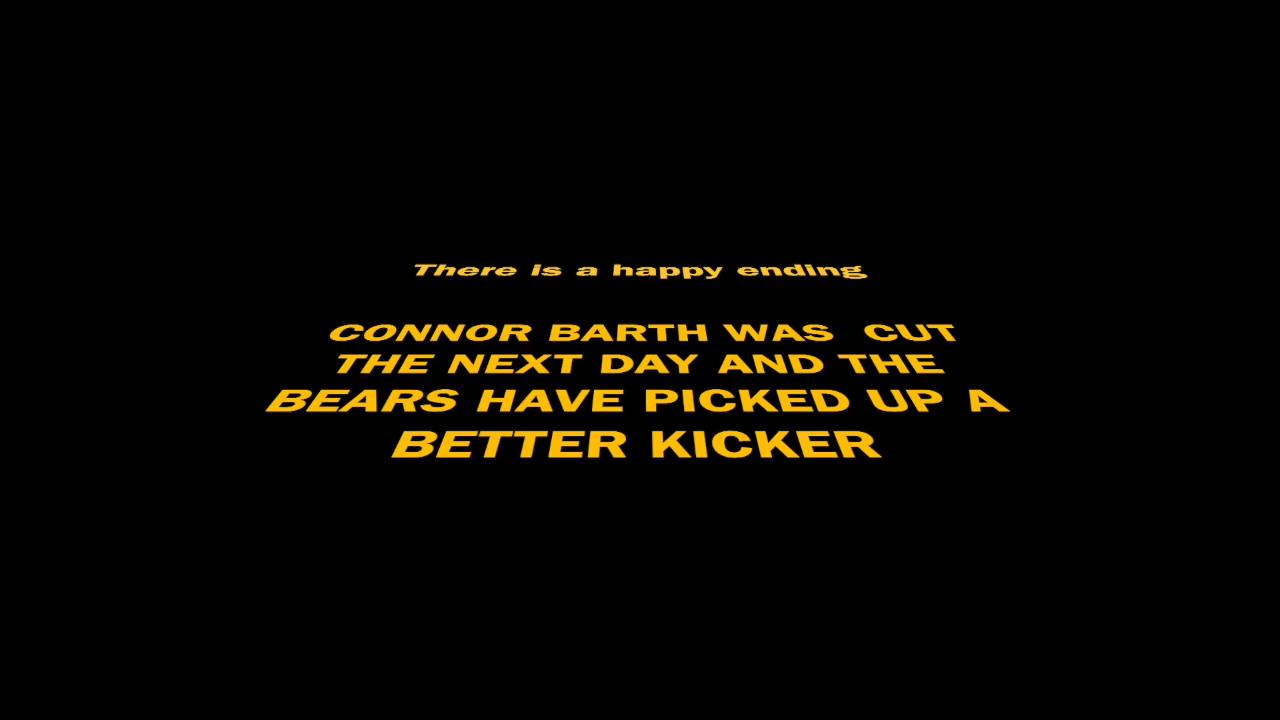 There is a happy ending
CONNOR BARTH WAS  CUT
THE NEXT DAY AND THE
BEARS HAVE PICKED UP A
BETTER KICKER